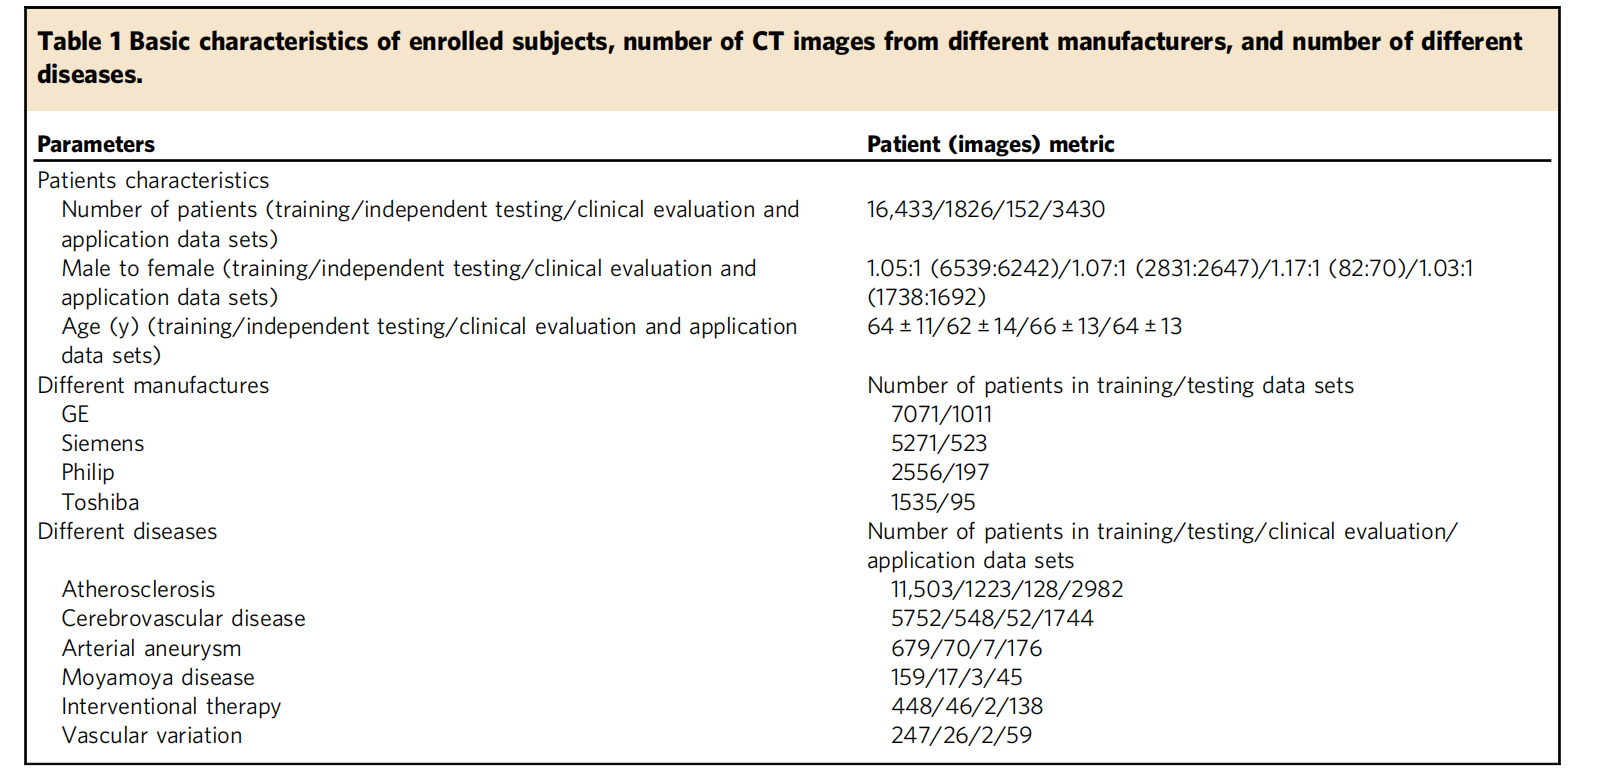 Table 1 Basic characteristics of enrolled subjects, number of CT images from different manufacturers, and number of different
diseases.
Parameters Patient (images) metric
Patients characteristics
Number of patients (training/independent testing/clinical evaluation and 16,433/1826/152/3430
application data sets)
Male to female (training/independent testing/clinical evaluation and 1.05:1 (6539:6242)/1.07:1 (2831:2647)/1.17:1 (82:70)/1.03:1
application data sets) (1738:1692)
Age (y) (training/independent testing/clinical evaluation and application 64 ± 11/62 ± 14/66 ± 13/64 ± 13
data sets)
Different manufactures Number of patients in training/testing data sets
GE 7071/1011
Siemens 5271/523
Philip 2556/197
Toshiba 1535/95
Different diseases Number of patients in training/testing/clinical evaluation/
application data sets
Atherosclerosis 11,503/1223/128/2982
Cerebrovascular disease 5752/548/52/1744
Arterial aneurysm 679/70/7/176
Moyamoya disease 159/17/3/45
Interventional therapy 448/46/2/138
Vascular variation 247/26/2/59